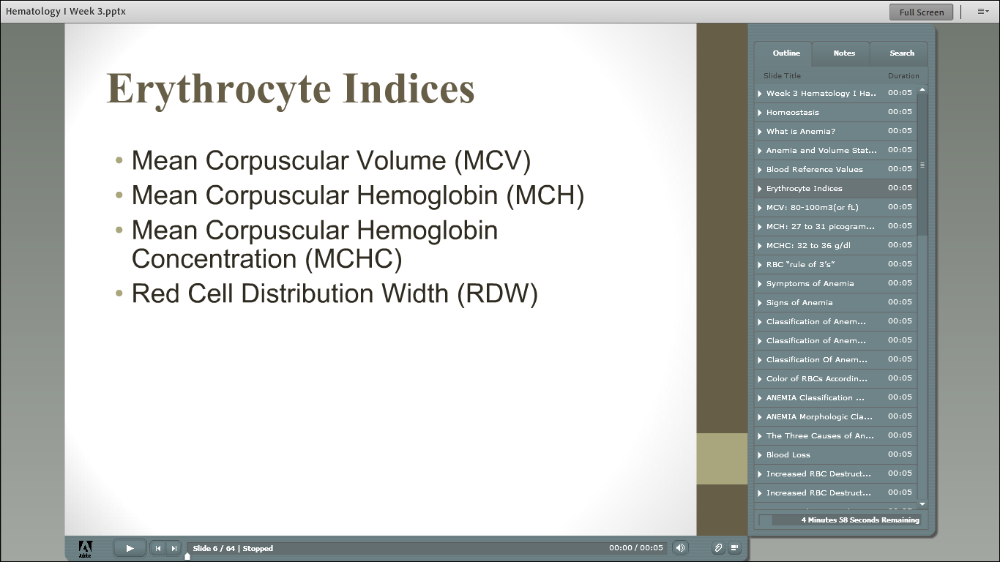 Hematology I Week 3.pptx
Full Screen
Erythrocyte Indices
• Mean Corpuscular Volume (MCV)
• Mean Corpuscular Hemoglobin (MCH)
• Mean Corpuscular Hemoglobin
Concentration (MCHC)
• Red Cell Distribution Width (RDW)
Outline Notes Search
Slide Title Duration
Week 3 Hematology I Ha... 00:05
Homeostasis 00:05
What is Anemia? 00:05
Anemia and Volume Stat... 00:05
Blood Reference Values 00:05
Erythrocyte Indices 00:05
MCV: 80-100m3(or fL) 00:05
MCH: 27 to 31 picogram... 00:05
MCHC: 32 to 36 g/dl 00:05
RBC “rule of 3’s” 00:05
Symptoms of Anemia 00:05
Signs of Anemia 00:05
Classification of Anem... 00:05
Classification of Anem... 00:05
Classification Of Anem... 00:05
Color of RBCs Accordin... 00:05
ANEMIA Classification ... 00:05
ANEMIA Morphologic Cla... 00:05
The Three Causes of An... 00:05
Blood Loss 00:05
Increased RBC Destruct... 00:05
Increased RBC Destruct... 00:05
4 Minutes 58 Seconds Remaining
Adobe
Slide 6 / 64 | Stopped 00:00 / 00:05